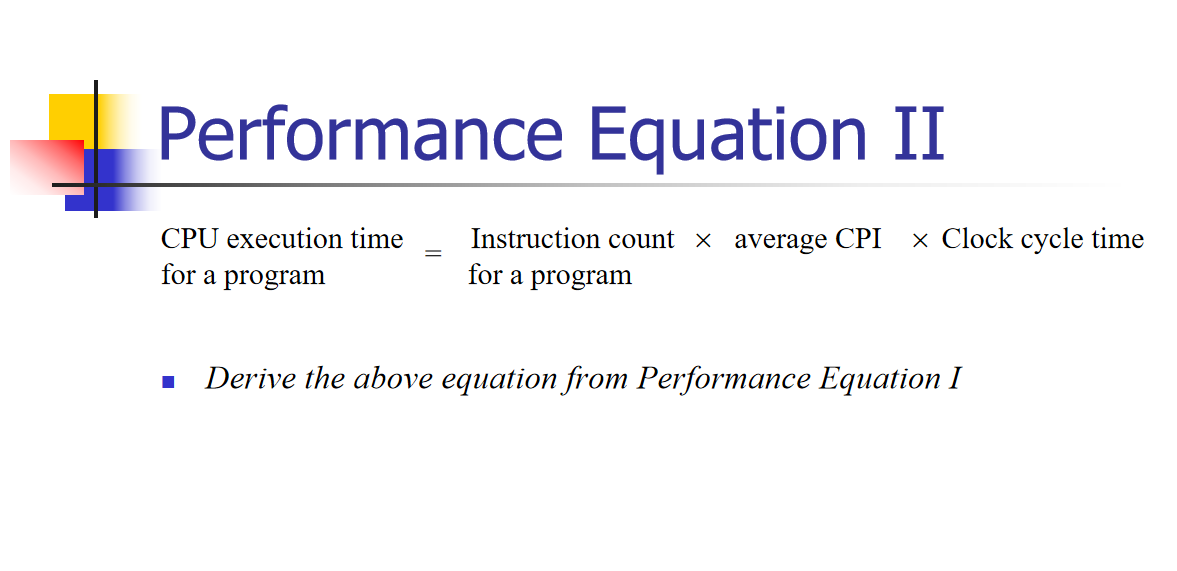 Performance Equation II
CPU execution time = Instruction count × average CPI × Clock cycle time
for a program for a program
Derive the above equation from Performance Equation I